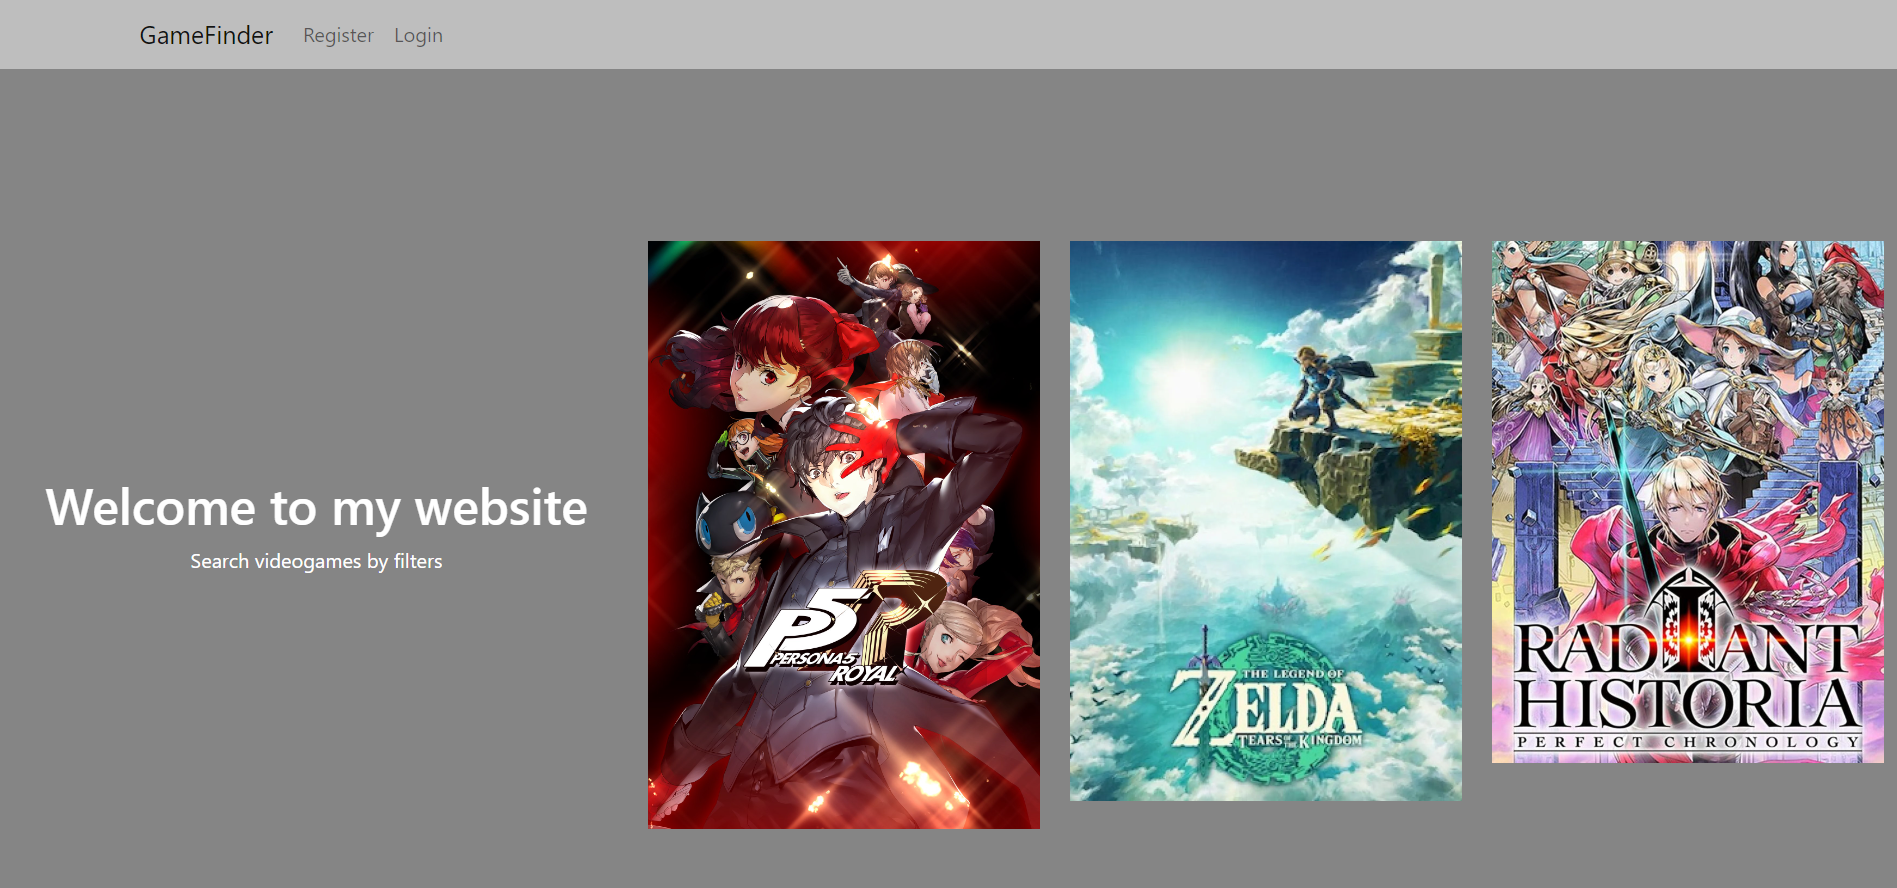 GameFinder Register Login
Welcome to my website
Search videogames by filters
P5R
PERSONA5
ROYAL
THE LEGEND OF
ZELDA
TEARS OF THE KINGDOM
RADIANT
HISTORIA
PERFECT CHRONOLOGY